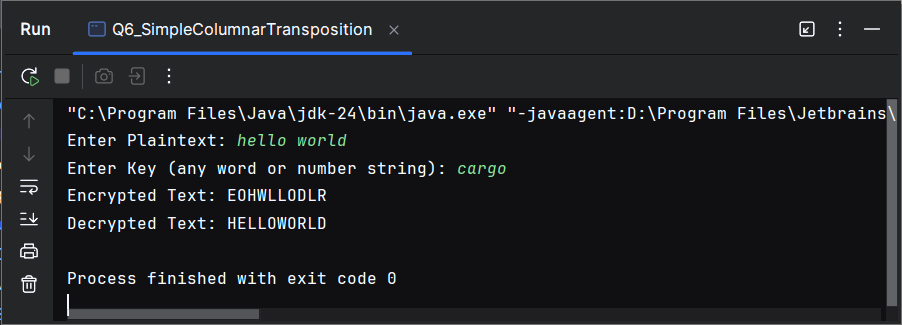 Run
Q6_SimpleColumnarTransposition
"C:\Program Files\Java\jdk-24\bin\java.exe" "-javaagent:D:\Program Files\Jetbrains\
Enter Plaintext: hello world
Enter Key (any word or number string): cargo
Encrypted Text: EOHWLLODLR
Decrypted Text: HELLOWORLD
Process finished with exit code 0